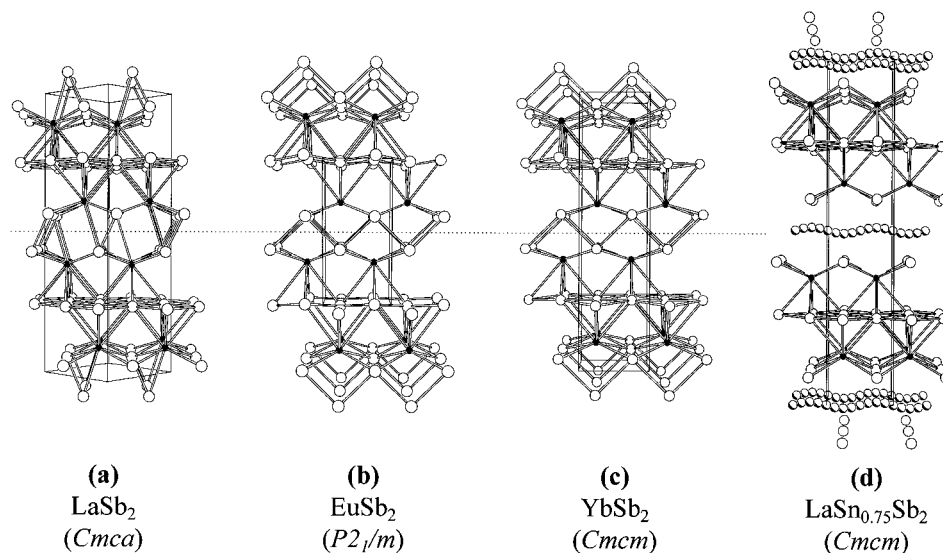 (a) (b) (c) (d)
LaSb₂ EuSb₂ YbSb₂ LaSn₀.₇₅Sb₂
(Cmca) (P2₁/m) (Cmcm) (Cmcm)